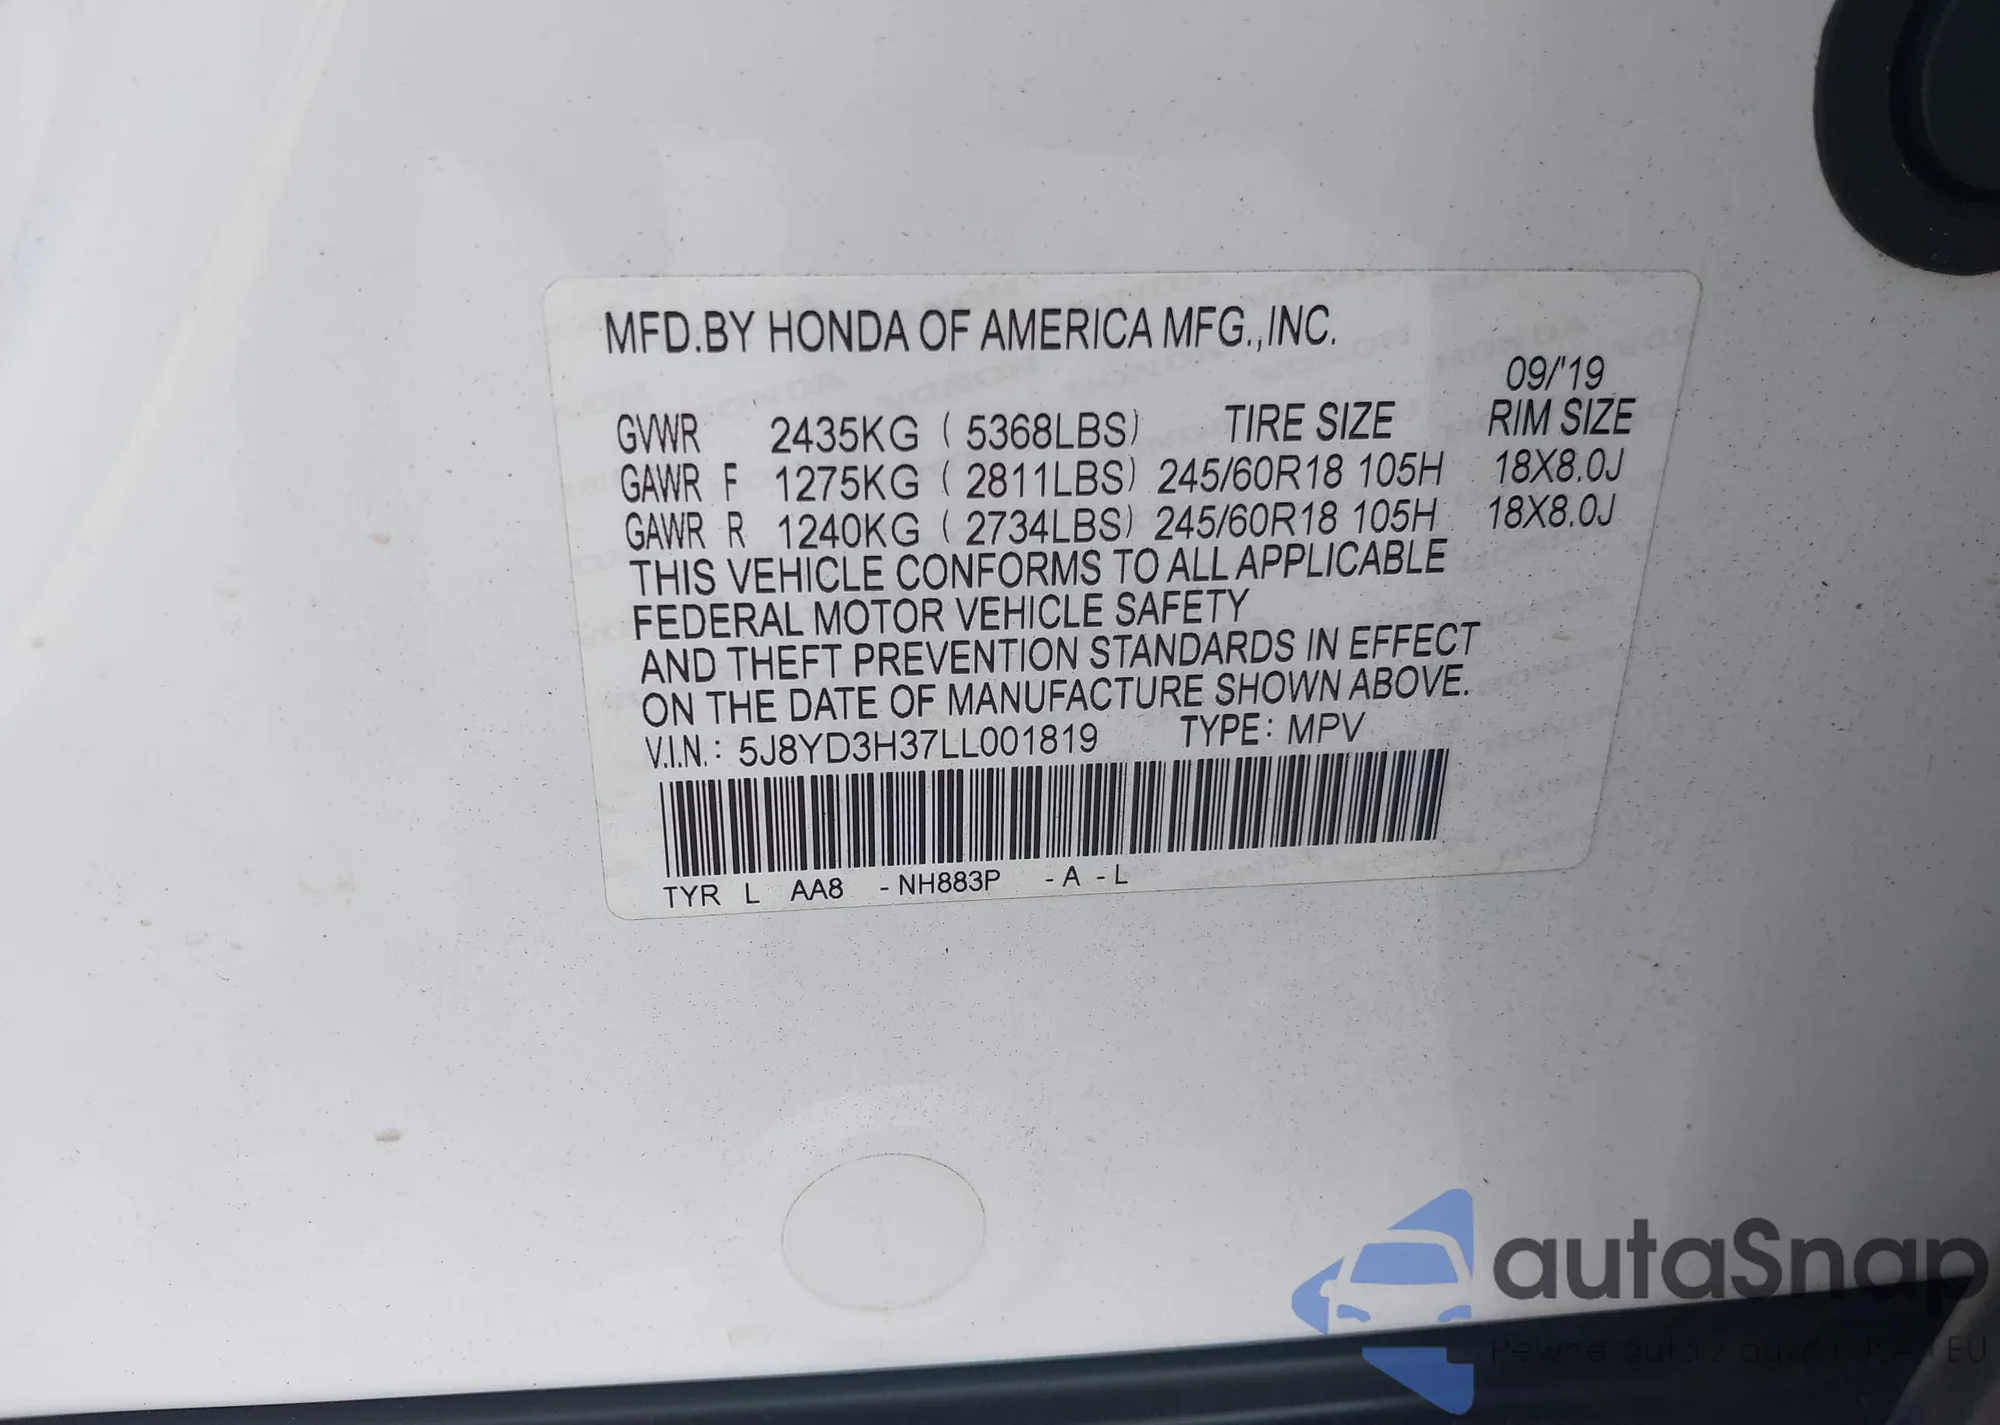 MFD.BY HONDA OF AMERICA MFG.,INC.
09/'19
GVWR 2435KG ( 5368LBS) TIRE SIZE RIM SIZE
GAWR F 1275KG ( 2811LBS) 245/60R18 105H 18X8.0J
GAWR R 1240KG ( 2734LBS) 245/60R18 105H 18X8.0J
THIS VEHICLE CONFORMS TO ALL APPLICABLE
FEDERAL MOTOR VEHICLE SAFETY
AND THEFT PREVENTION STANDARDS IN EFFECT
ON THE DATE OF MANUFACTURE SHOWN ABOVE.
V.I.N.: 5J8YD3H37LL001819 TYPE: MPV
TYR L AA8 -NH883P -A -L
autaSnap
Pewne auta z